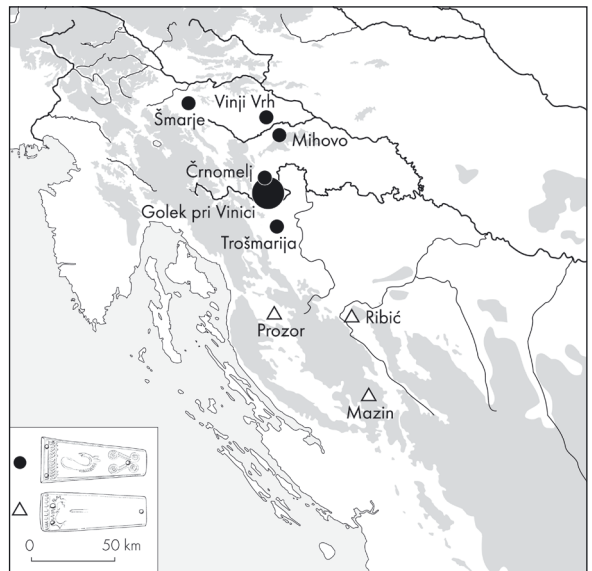 Vinji Vrh
Šmarje
Mihovo
Črnomelj
Golek pri Vinici
Trošmarija
Prozor
Ribić
Mazin
0 50 km